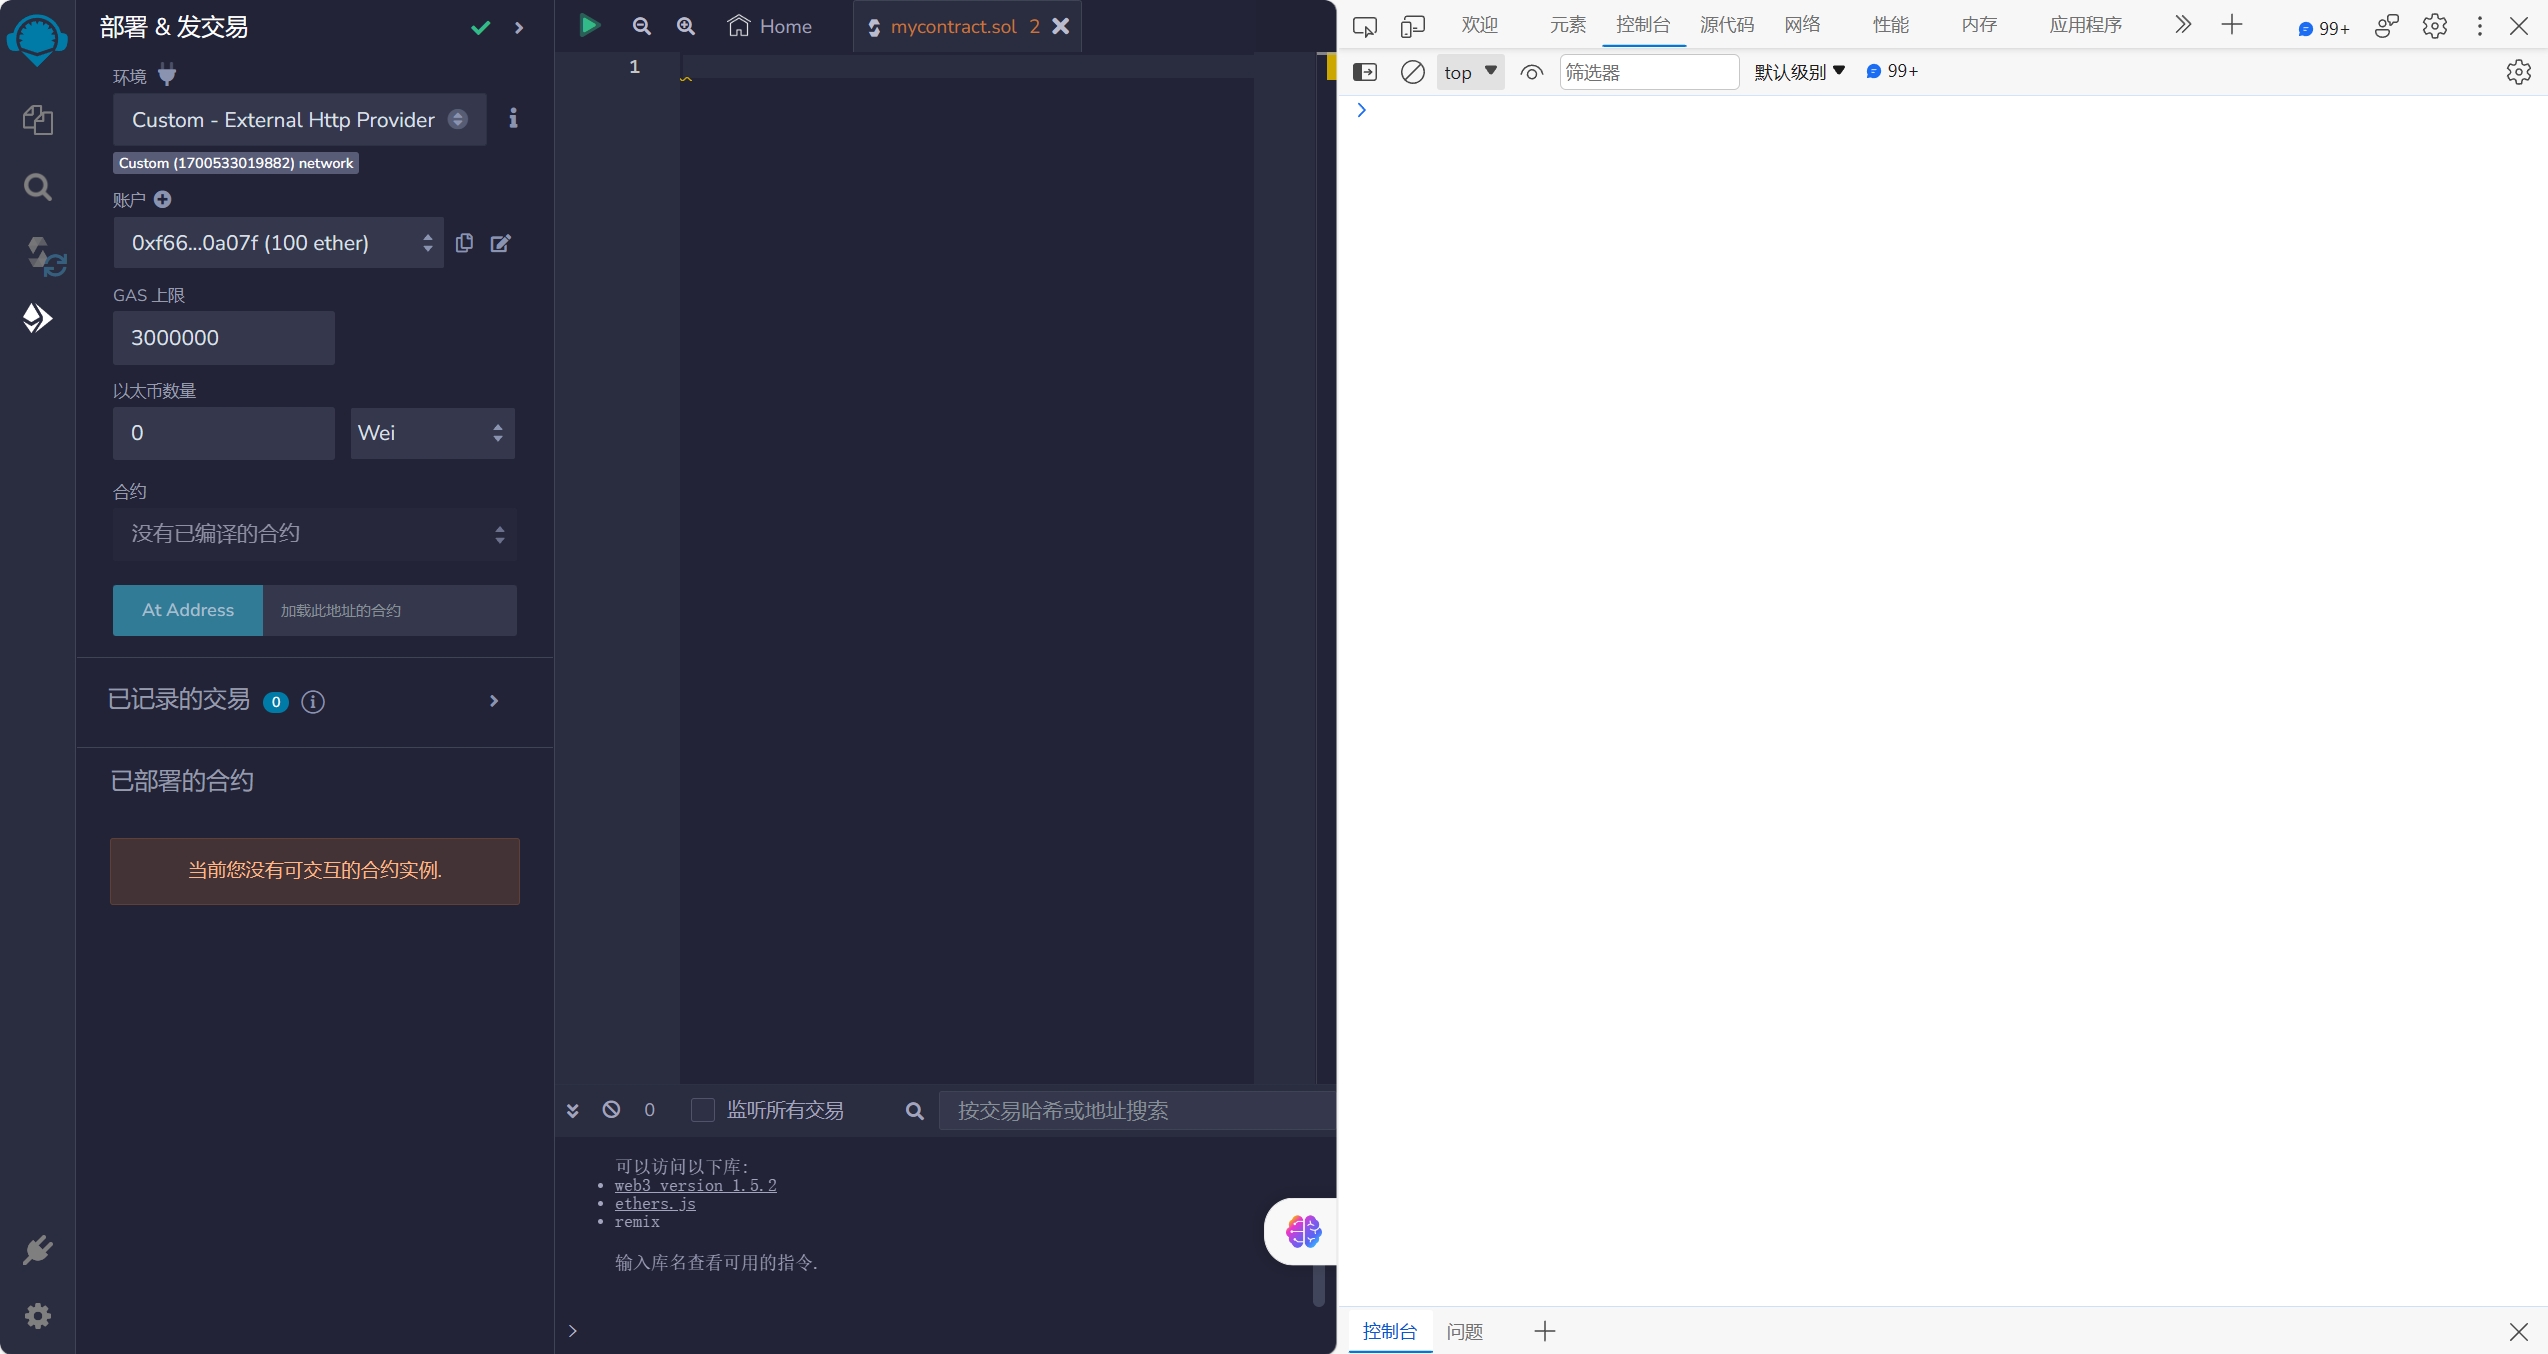 部署 & 发交易
环境
Custom - External Http Provider
Custom (1700533019882) network
账户
0xf66...0a07f (100 ether)
GAS 上限
3000000
以太币数量
0
Wei
合约
没有已编译的合约
At Address
加载此地址的合约
已记录的交易 0
已部署的合约
当前您没有可交互的合约实例.
Home
mycontract.sol 2
1
0
监听所有交易
按交易哈希或地址搜索
可以访问以下库:
web3 version 1.5.2
ethers.js
remix
输入库名查看可用的指令.
>
欢迎 元素 控制台 源代码 网络 性能 内存 应用程序 99+
top 筛选器 默认级别 99+
控制台 问题